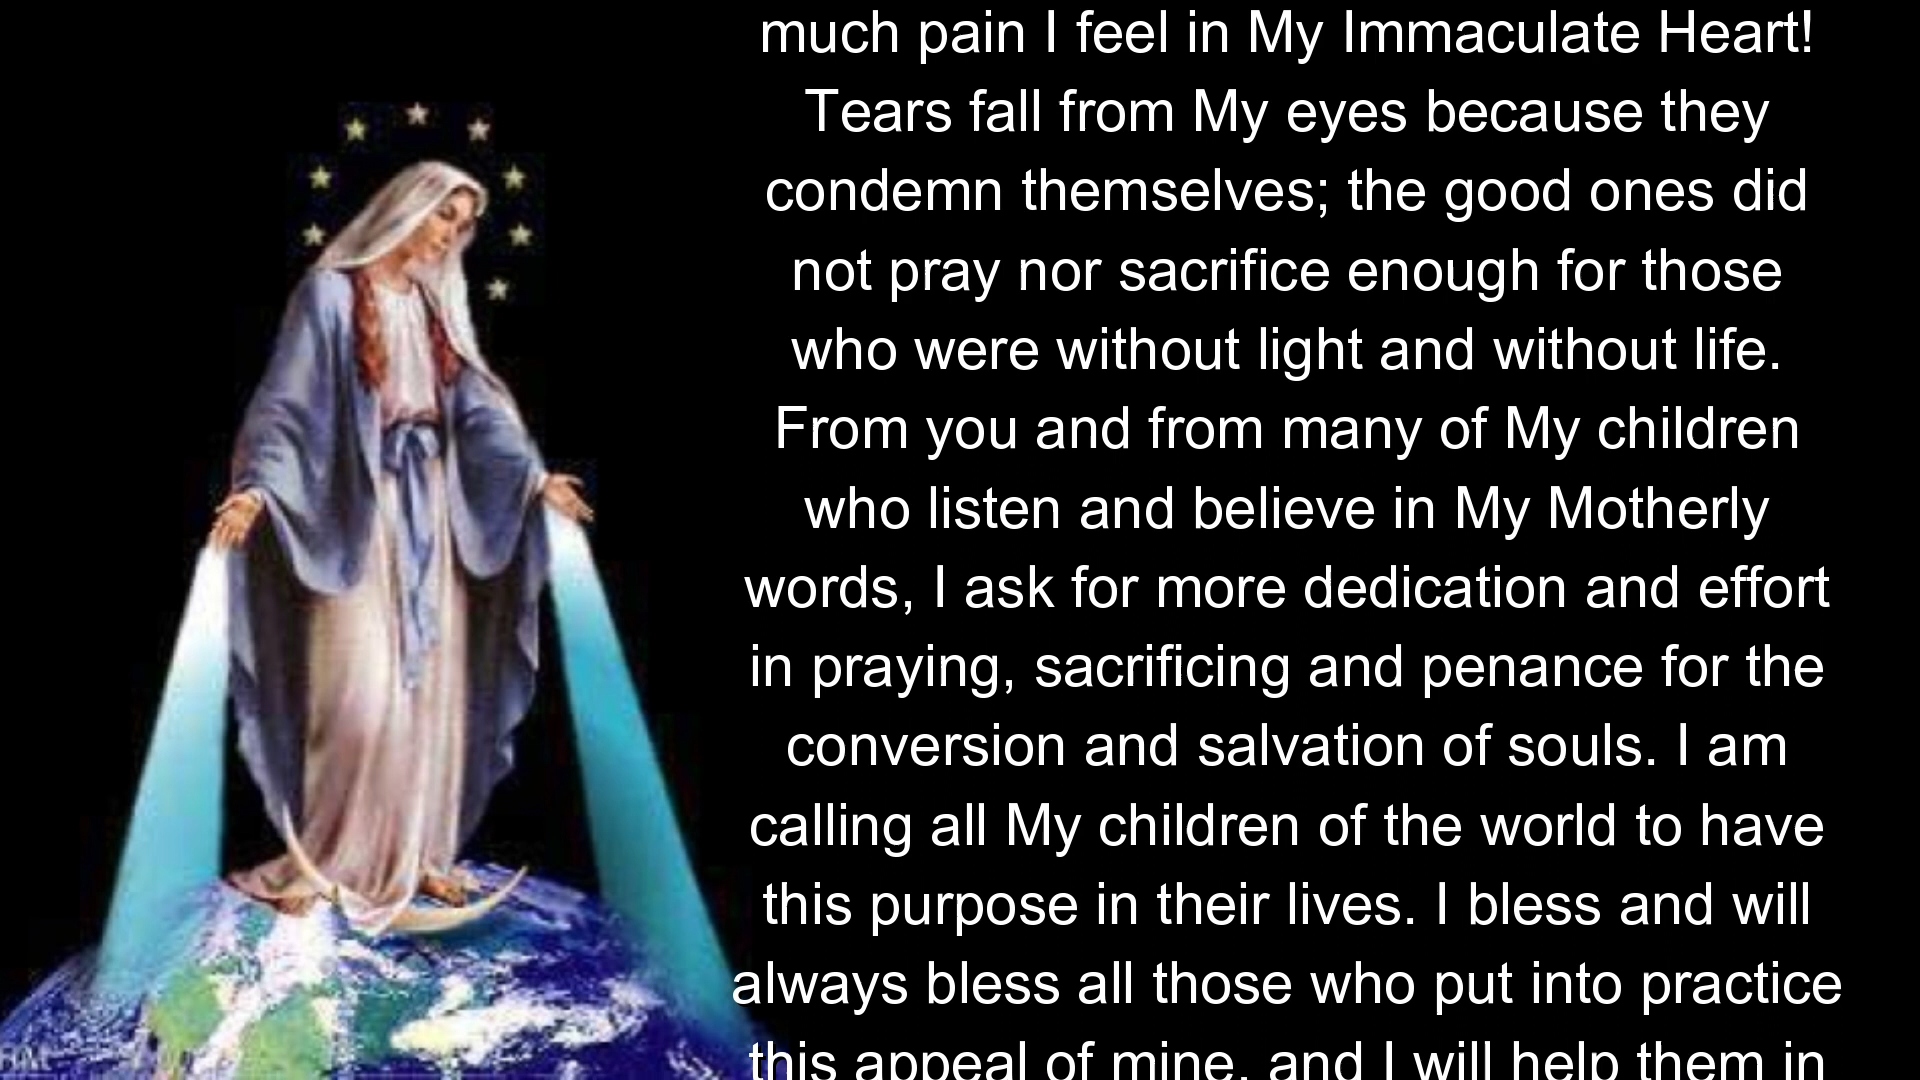 much pain I feel in My Immaculate Heart!
Tears fall from My eyes because they
condemn themselves; the good ones did
not pray nor sacrifice enough for those
who were without light and without life.
From you and from many of My children
who listen and believe in My Motherly
words, I ask for more dedication and effort
in praying, sacrificing and penance for the
conversion and salvation of souls. I am
calling all My children of the world to have
this purpose in their lives. I bless and will
always bless all those who put into practice
this appeal of mine, and I will help them in